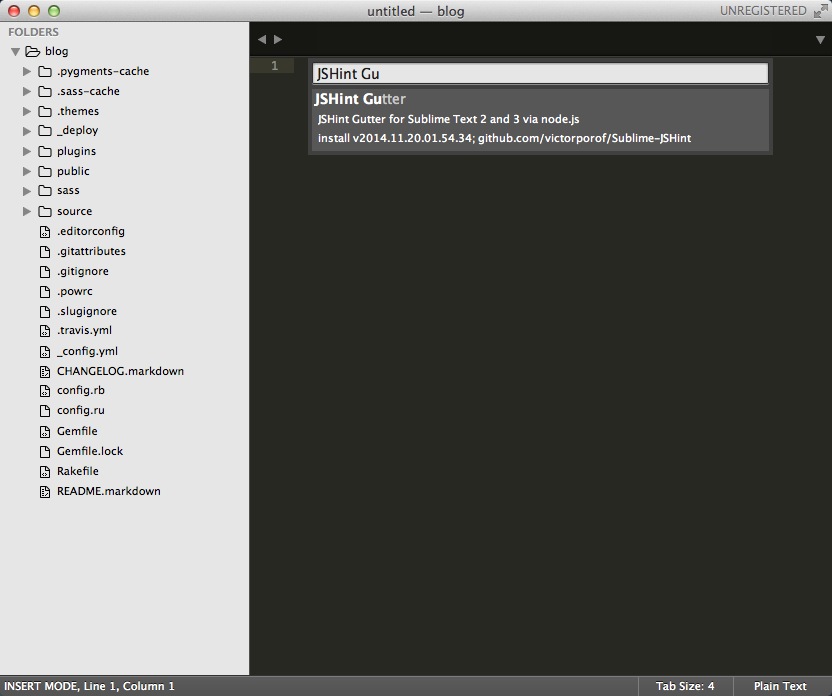 untitled — blog
UNREGISTERED
FOLDERS
blog
.pygments-cache
.sass-cache
.themes
_deploy
plugins
public
sass
source
.editorconfig
.gitattributes
.gitignore
.powrc
.slugignore
.travis.yml
_config.yml
CHANGELOG.markdown
config.rb
config.ru
Gemfile
Gemfile.lock
Rakefile
README.markdown
1
JSHint Gu
JSHint Gutter
JSHint Gutter for Sublime Text 2 and 3 via node.js
install v2014.11.20.01.54.34; github.com/victorporof/Sublime-JSHint
INSERT MODE, Line 1, Column 1
Tab Size: 4
Plain Text